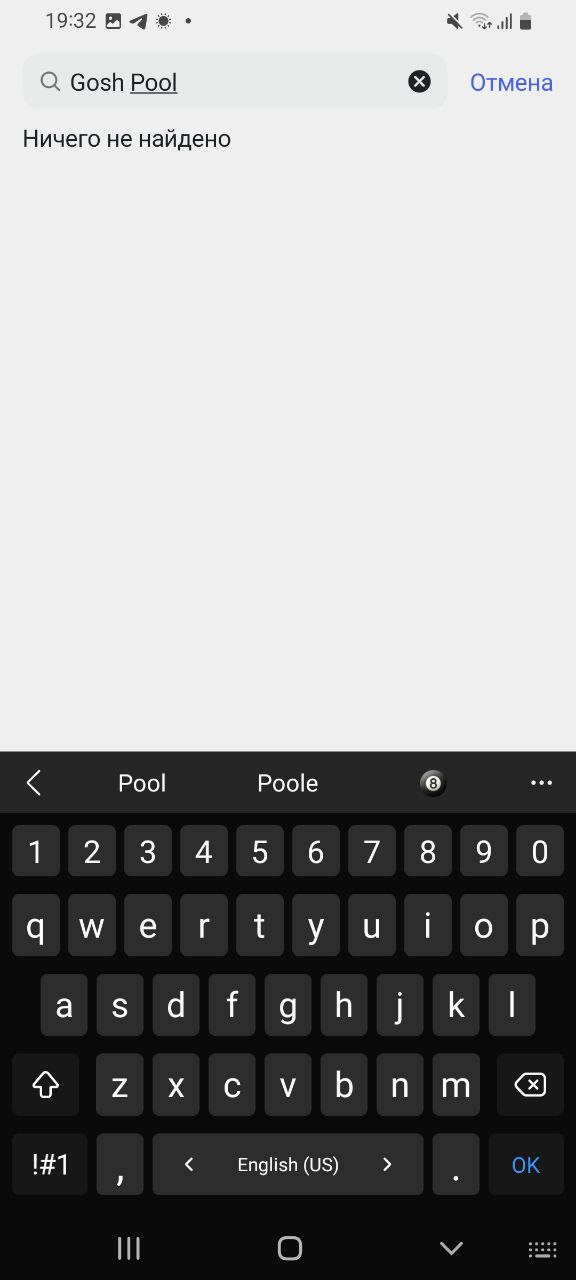 19:32
Gosh Pool
Отмена
Ничего не найдено
Pool Poole
1 2 3 4 5 6 7 8 9 0
q w e r t y u i o p
a s d f g h j k l
z x c v b n m
!#1 , English (US) . OK